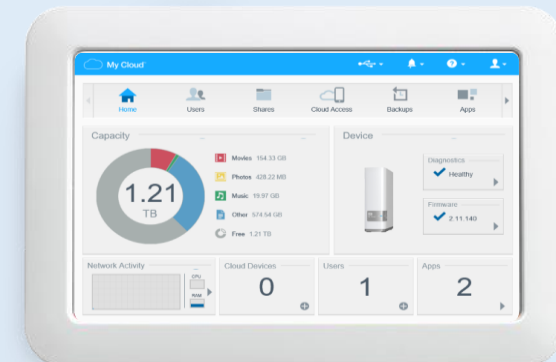 My Cloud
Home
Users
Shares
Cloud Access
Backups
Apps
Capacity
Device
1.21
TB
Movies 154.33 GB
Photos 428.22 MB
Music 19.97 GB
Other 574.54 GB
Free 1.21 TB
Diagnostics
Healthy
Firmware
2.11.140
Network Activity
CPU
RAM
Cloud Devices
0
Users
1
Apps
2